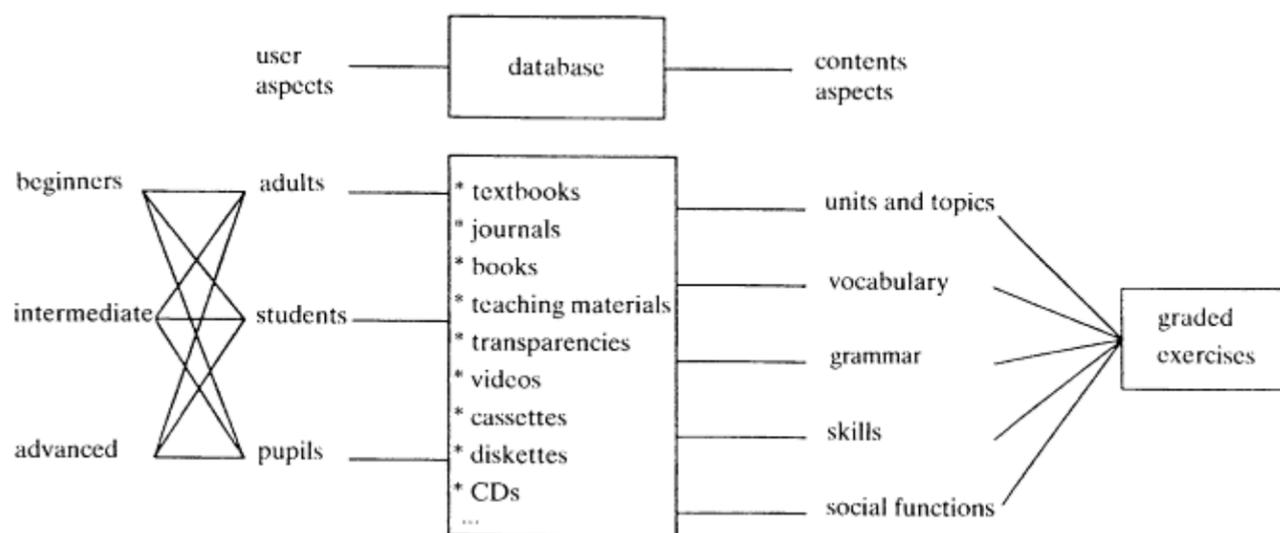 user
aspects
database
contents
aspects
beginners
adults
intermediate
students
advanced
pupils
* textbooks
* journals
* books
* teaching materials
* transparencies
* videos
* cassettes
* diskettes
* CDs
...
units and topics
vocabulary
grammar
skills
social functions
graded
exercises